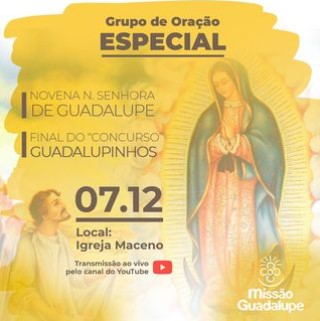 Grupo de Oração
ESPECIAL
NOVENA N. SENHORA
DE GUADALUPE
FINAL DO "CONCURSO"
GUADALUPINHOS
07.12
Local:
Igreja Maceno
Transmissão ao vivo
pelo canal do YouTube
Missão
Guadalupe